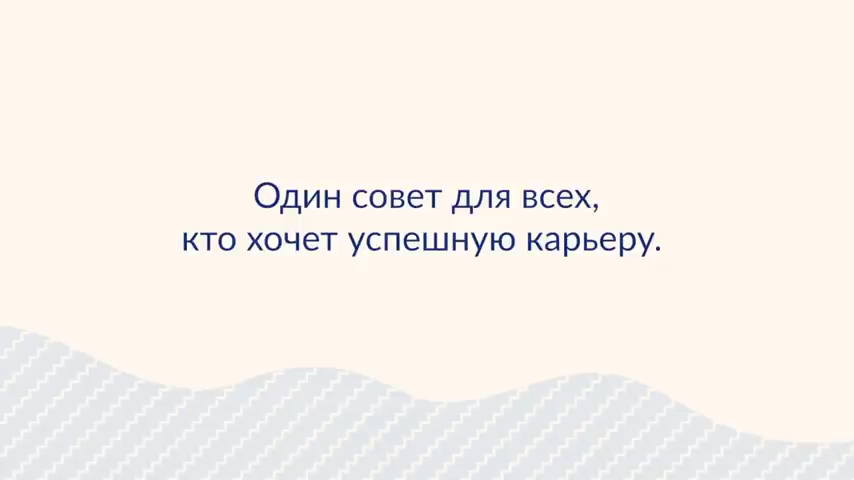 Один совет для всех,
кто хочет успешную карьеру.